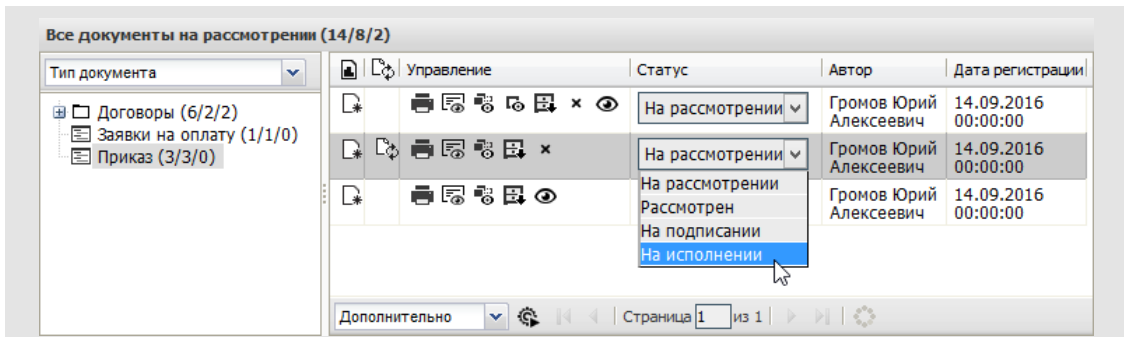 Все документы на рассмотрении (14/8/2)
Тип документа
Управление Статус Автор Дата регистрации
Договоры (6/2/2)
Заявки на оплату (1/1/0)
Приказ (3/3/0)
На рассмотрении Громов Юрий 14.09.2016
Алексеевич 00:00:00
На рассмотрении Громов Юрий 14.09.2016
Алексеевич 00:00:00
На рассмотрении
Рассмотрен
На подписании
На исполнении
Громов Юрий 14.09.2016
Алексеевич 00:00:00
Дополнительно Страница 1 из 1